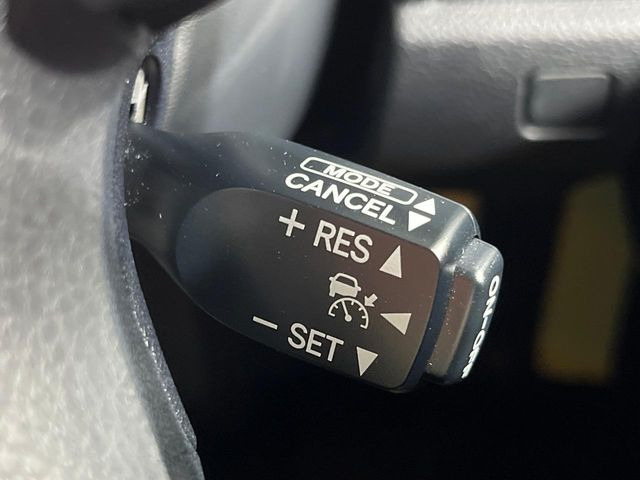 MODE
CANCEL
+ RES
- SET
ON-OFF